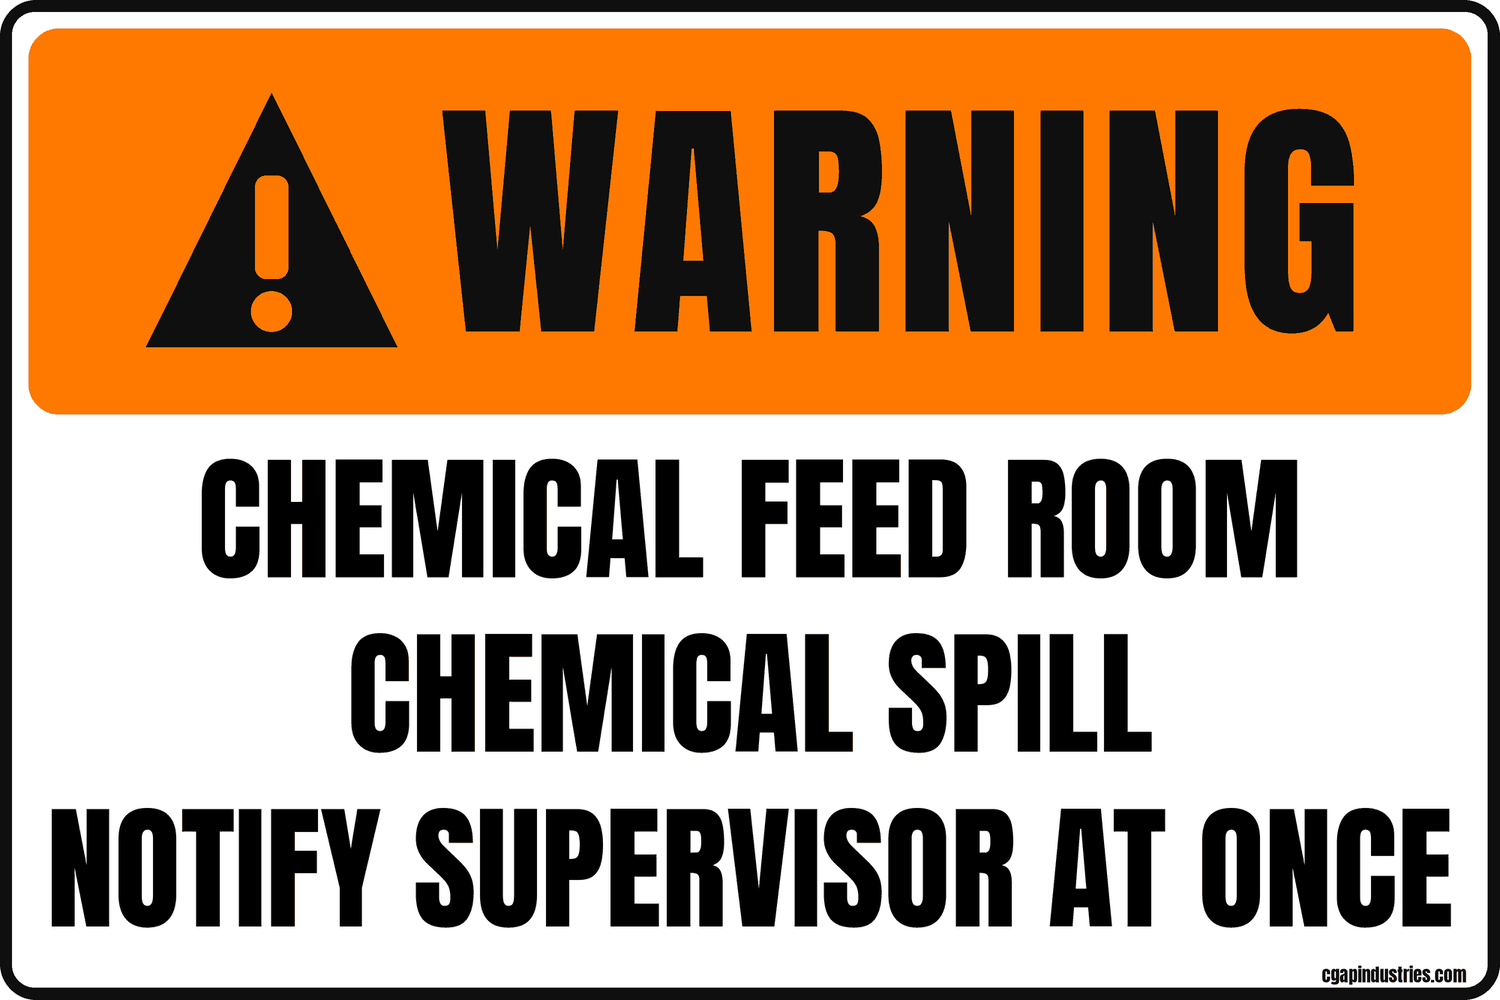 WARNING
CHEMICAL FEED ROOM
CHEMICAL SPILL
NOTIFY SUPERVISOR AT ONCE
cgapindustries.com